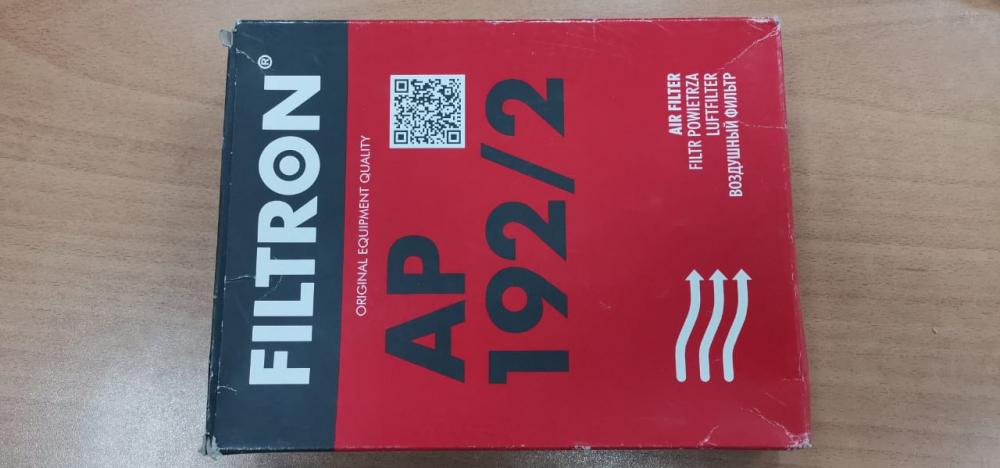 FILTRON®
ORIGINAL EQUIPMENT QUALITY
AP
192/2
AIR FILTER
FILTR POWIETRZA
LUFTFILTER
ВОЗДУШНЫЙ ФИЛЬТР